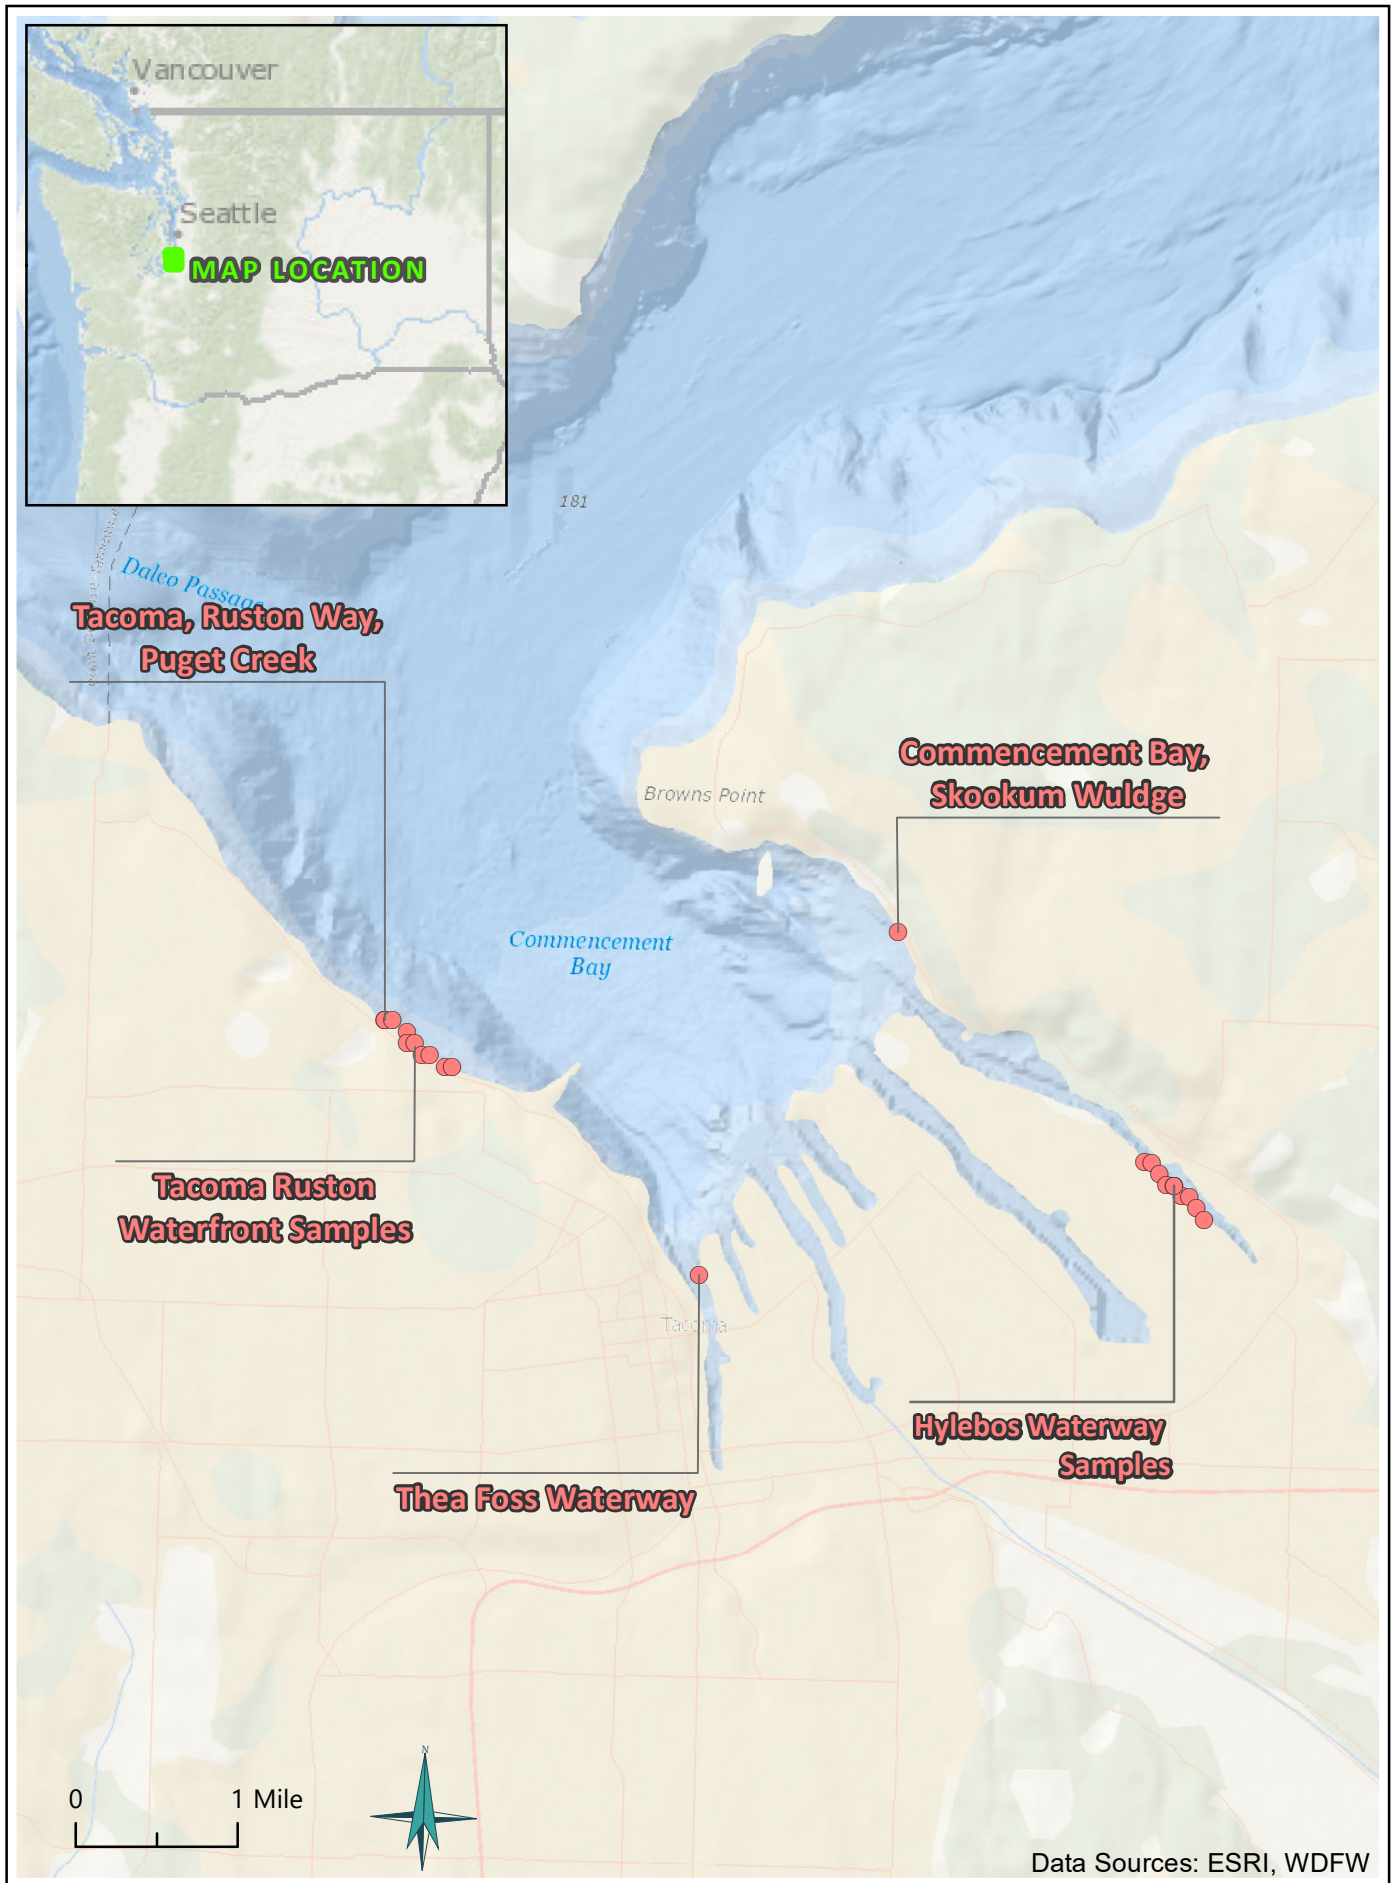 Vancouver
Seattle
MAP LOCATION
181
Dalco Passage
Tacoma, Ruston Way,
Puget Creek
Commencement Bay,
Skookum Wuldge
Browns Point
Commencement
Bay
Tacoma Ruston
Waterfront Samples
Tacoma
Hylebos Waterway
Samples
Thea Foss Waterway
N
0 1 Mile
Data Sources: ESRI, WDFW